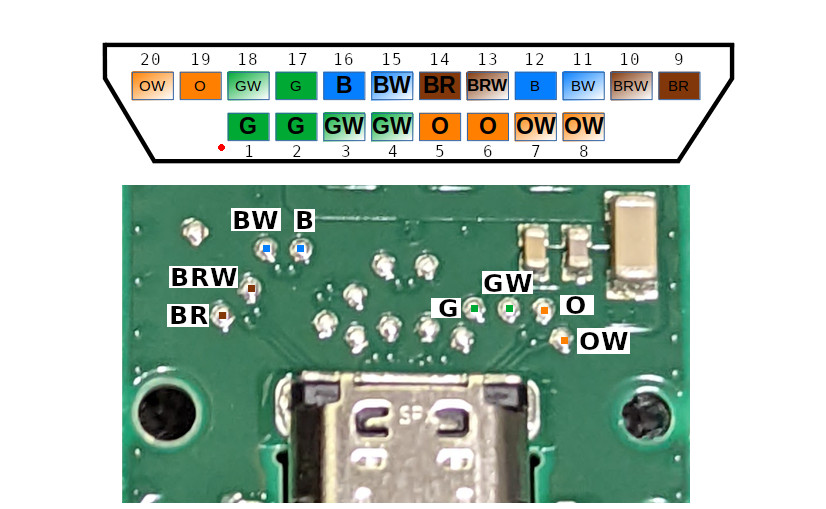 20 19 18 17 16 15 14 13 12 11 10 9
OW O GW G B BW BR BRW B BW BRW BR
G G GW GW O O OW OW
1 2 3 4 5 6 7 8
BW B
BRW
GW
BR
G
O
OW